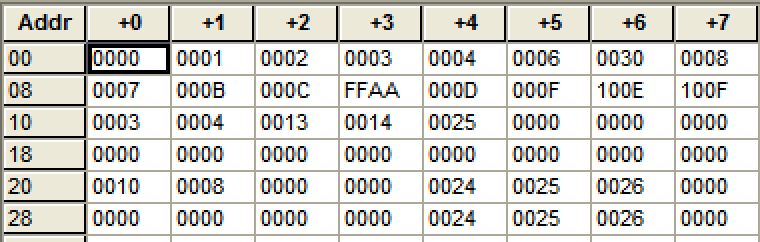 Addr +0 +1 +2 +3 +4 +5 +6 +7
00 0000 0001 0002 0003 0004 0006 0030 0008
08 0007 000B 000C FFAA 000D 000F 100E 100F
10 0003 0004 0013 0014 0025 0000 0000 0000
18 0000 0000 0000 0000 0000 0000 0000 0000
20 0010 0008 0000 0000 0024 0025 0026 0000
28 0000 0000 0000 0000 0024 0025 0026 0000